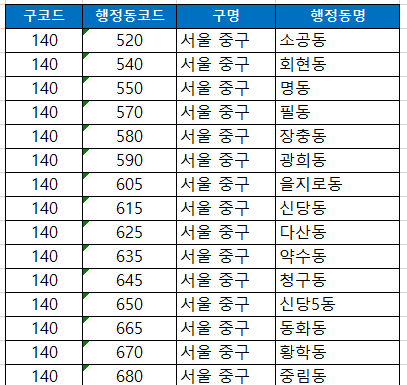 구코드 행정동코드 구명 행정동명
140 520 서울 중구 소공동
140 540 서울 중구 회현동
140 550 서울 중구 명동
140 570 서울 중구 필동
140 580 서울 중구 장충동
140 590 서울 중구 광희동
140 605 서울 중구 을지로동
140 615 서울 중구 신당동
140 625 서울 중구 다산동
140 635 서울 중구 약수동
140 645 서울 중구 청구동
140 650 서울 중구 신당5동
140 665 서울 중구 동화동
140 670 서울 중구 황학동
140 680 서울 중구 중림동